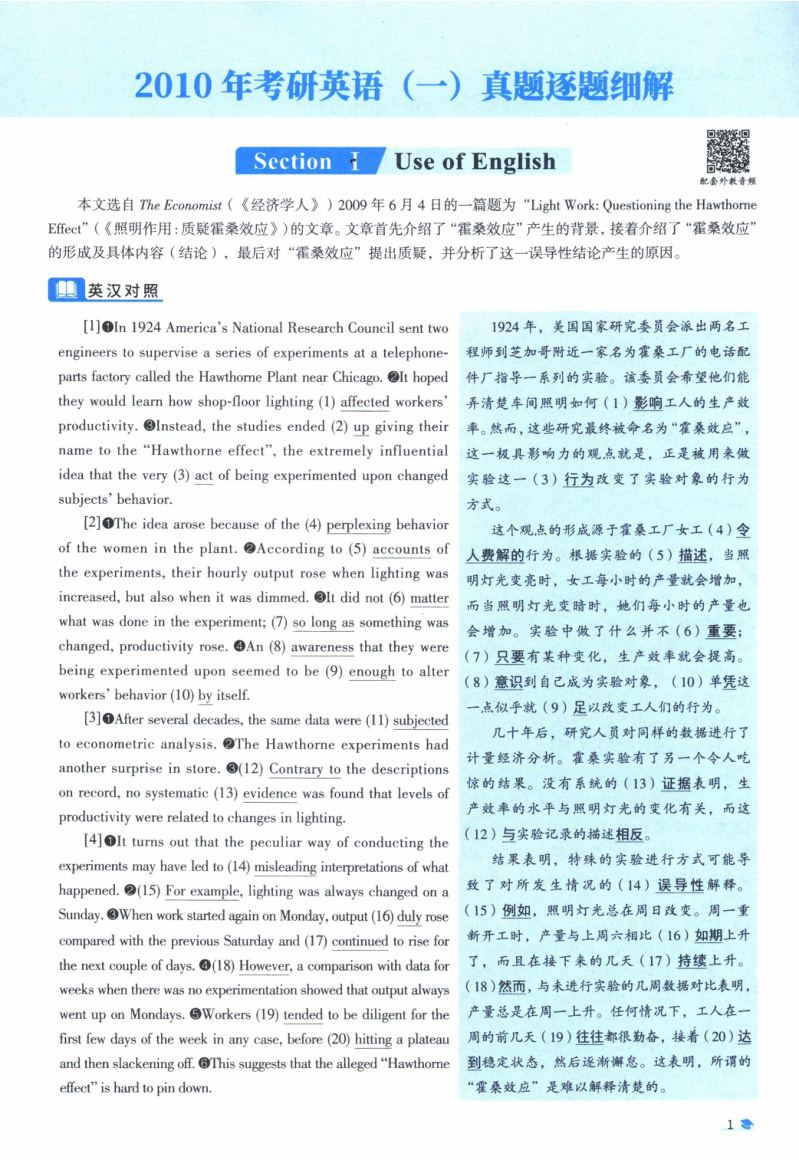 2010 年考研英语（一）真题逐题细解
Section I Use of English
配套外教音频
本文选自 The Economist（《经济学人》）2009 年 6 月 4 日的一篇题为 “Light Work: Questioning the Hawthorne
Effect”（《照明作用：质疑霍桑效应》）的文章。文章首先介绍了“霍桑效应”产生的背景，接着介绍了“霍桑效应”
的形成及具体内容（结论），最后对“霍桑效应”提出质疑，并分析了这一误导性结论产生的原因。
英汉对照
[1]❶In 1924 America’s National Research Council sent two
engineers to supervise a series of experiments at a telephone-
parts factory called the Hawthorne Plant near Chicago. ❷It hoped
they would learn how shop-floor lighting (1) affected workers’
productivity. ❸Instead, the studies ended (2) up giving their
name to the “Hawthorne effect”, the extremely influential
idea that the very (3) act of being experimented upon changed
subjects’ behavior.
[2]❶The idea arose because of the (4) perplexing behavior
of the women in the plant. ❷According to (5) accounts of
the experiments, their hourly output rose when lighting was
increased, but also when it was dimmed. ❸It did not (6) matter
what was done in the experiment; (7) so long as something was
changed, productivity rose. ❹An (8) awareness that they were
being experimented upon seemed to be (9) enough to alter
workers’ behavior (10) by itself.
[3]❶After several decades, the same data were (11) subjected
to econometric analysis. ❷The Hawthorne experiments had
another surprise in store. ❸(12) Contrary to the descriptions
on record, no systematic (13) evidence was found that levels of
productivity were related to changes in lighting.
[4]❶It turns out that the peculiar way of conducting the
experiments may have led to (14) misleading interpretations of what
happened. ❷(15) For example, lighting was always changed on a
Sunday. ❸When work started again on Monday, output (16) duly rose
compared with the previous Saturday and (17) continued to rise for
the next couple of days. ❹(18) However, a comparison with data for
weeks when there was no experimentation showed that output always
went up on Mondays. ❺Workers (19) tended to be diligent for the
first few days of the week in any case, before (20) hitting a plateau
and then slackening off. ❻This suggests that the alleged “Hawthorne
effect” is hard to pin down.
1924 年，美国国家研究委员会派出两名工
程师到芝加哥附近一家名为霍桑工厂的电话配
件厂指导一系列的实验。该委员会希望他们能
弄清楚车间照明如何（1）影响工人的生产效
率。然而，这些研究最终被命名为“霍桑效应”，
这一极具影响力的观点就是，正是被用来做
实验这一（3）行为改变了实验对象的行为
方式。
这个观点的形成源于霍桑工厂女工（4）令
人费解的行为。根据实验的（5）描述，当照
明灯光变亮时，女工每小时的产量就会增加，
而当照明灯光变暗时，她们每小时的产量也
会增加。实验中做了什么并不（6）重要；
（7）只要有某种变化，生产效率就会提高。
（8）意识到自己成为实验对象，（10）单凭这
一点似乎就（9）足以改变工人们的行为。
几十年后，研究人员对同样的数据进行了
计量经济分析。霍桑实验有了另一个令人吃
惊的结果。没有系统的（13）证据表明，生
产效率的水平与照明灯光的变化有关，而这
（12）与实验记录的描述相反。
结果表明，特殊的实验进行方式可能导
致了对所发生情况的（14）误导性解释。
（15）例如，照明灯光总在周日改变。周一重
新开工时，产量与上周六相比（16）如期上升
了，而且在接下来的几天（17）持续上升。
（18）然而，与未进行实验的几周数据对比表明，
产量总是在周一上升。任何情况下，工人在一
周的前几天（19）往往都很勤奋，接着（20）达
到稳定状态，然后逐渐懈怠。这表明，所谓的
“霍桑效应”是难以解释清楚的。
1